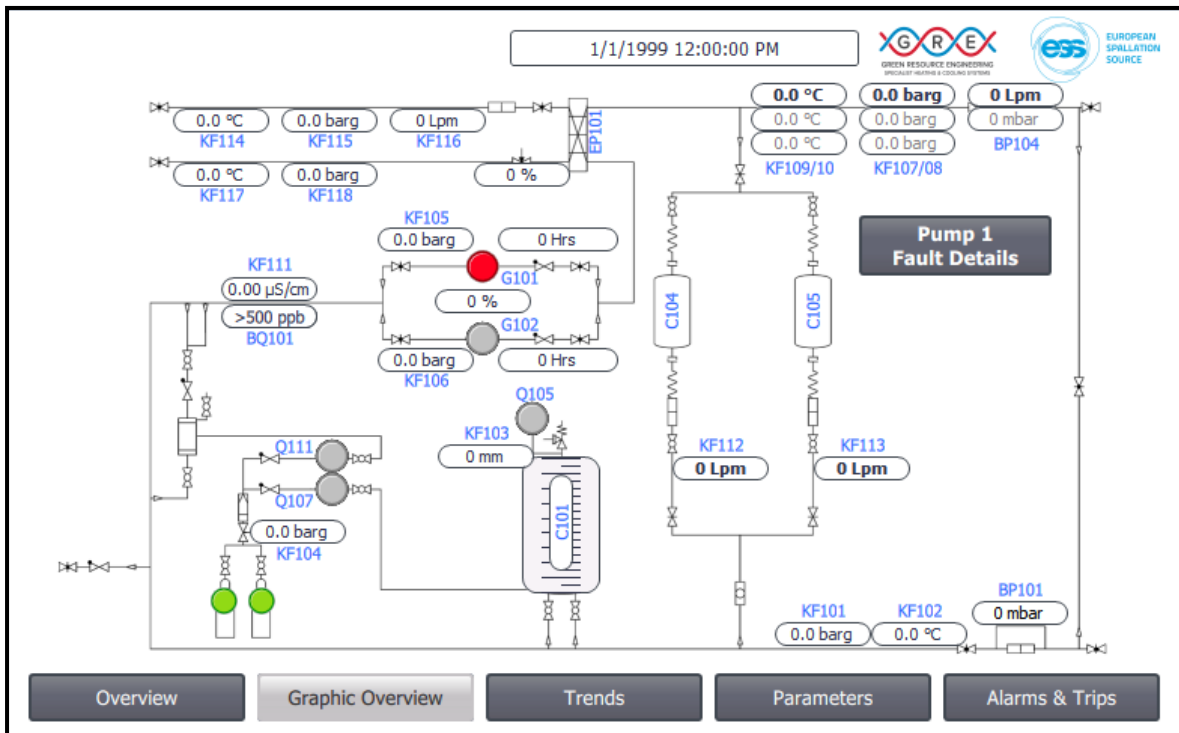 1/1/1999 12:00:00 PM
GREX
GREEN RESOURCE ENGINEERING
SPECIALIST HEATING & COOLING SYSTEMS
ess
EUROPEAN
SPALLATION
SOURCE
0.0 °C
0.0 barg
0 Lpm
KF114
KF115
KF116
EP101
0.0 °C
0.0 barg
0 Lpm
0.0 °C
0.0 barg
0 mbar
0.0 °C
0.0 barg
BP104
KF109/10
KF107/08
0.0 °C
0.0 barg
0 %
KF117
KF118
KF105
0.0 barg
0 Hrs
G101
Pump 1
Fault Details
KF111
0.00 µS/cm
>500 ppb
BQ101
0 %
G102
0.0 barg
0 Hrs
KF106
C104
C105
Q105
KF103
0 mm
C101
Q111
Q107
0.0 barg
KF104
KF112
0 Lpm
KF113
0 Lpm
KF101
KF102
BP101
0.0 barg
0.0 °C
0 mbar
Overview
Graphic Overview
Trends
Parameters
Alarms & Trips